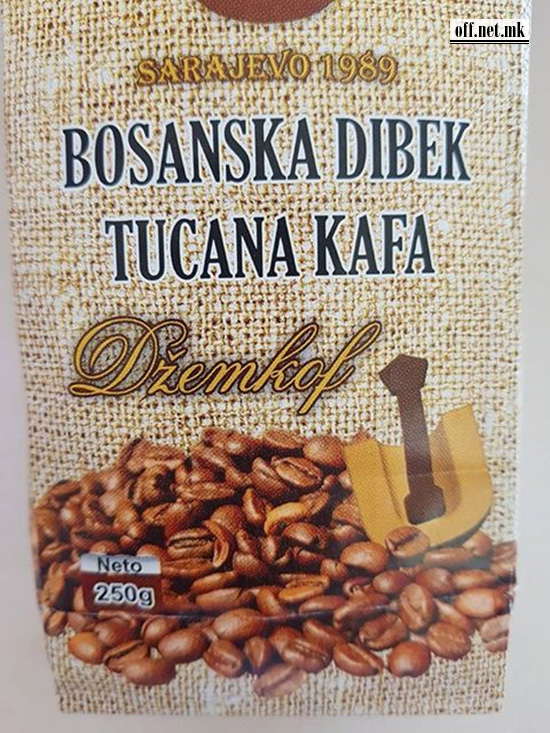 off.net.mk
SARAJEVO 1989
BOSANSKA DIBEK
TUCANA KAFA
Džemkof
Neto
250g